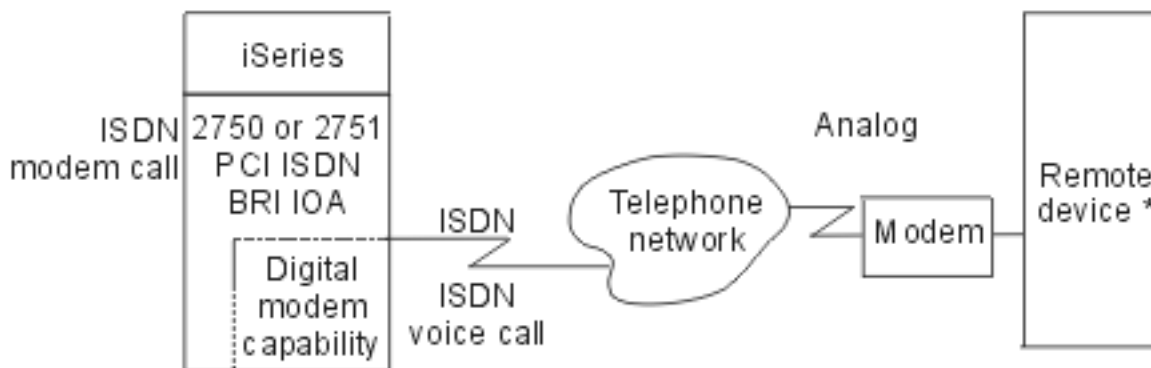 iSeries
ISDN
modem call
2750 or 2751
PCI ISDN
BRI IOA
Digital
modem
capability
ISDN
ISDN
voice call
Telephone
network
Analog
Modem
Remote
device *